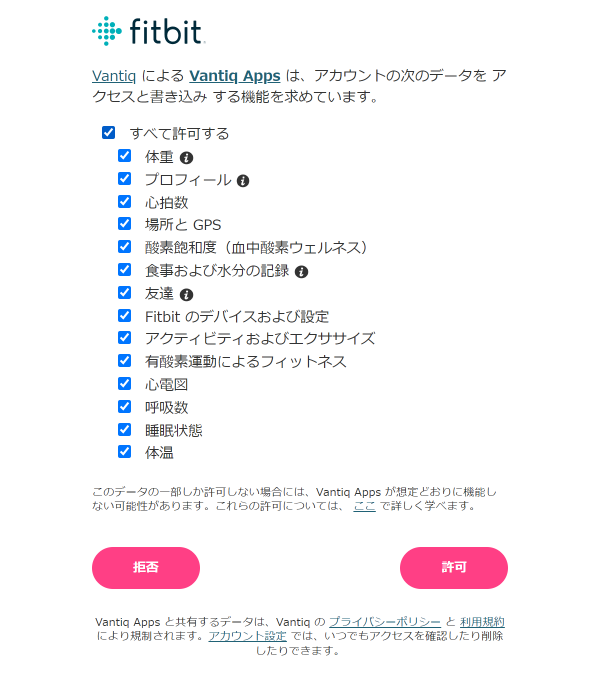 fitbit
Vantiq による Vantiq Apps は、アカウントの次のデータを ア
クセスと書き込み する機能を求めています。
すべて許可する
体重
プロフィール
心拍数
場所と GPS
酸素飽和度（血中酸素ウェルネス）
食事および水分の記録
友達
Fitbit のデバイスおよび設定
アクティビティおよびエクササイズ
有酸素運動によるフィットネス
心電図
呼吸数
睡眠状態
体温
このデータの一部しか許可しない場合には、Vantiq Apps が想定どおりに機能し
ない可能性があります。これらの許可については、 ここ で詳しく学べます。
拒否
許可
Vantiq Apps と共有するデータは、Vantiq の プライバシーポリシー と 利用規約
により規制されます。アカウント設定 では、いつでもアクセスを確認したり削除
したりできます。